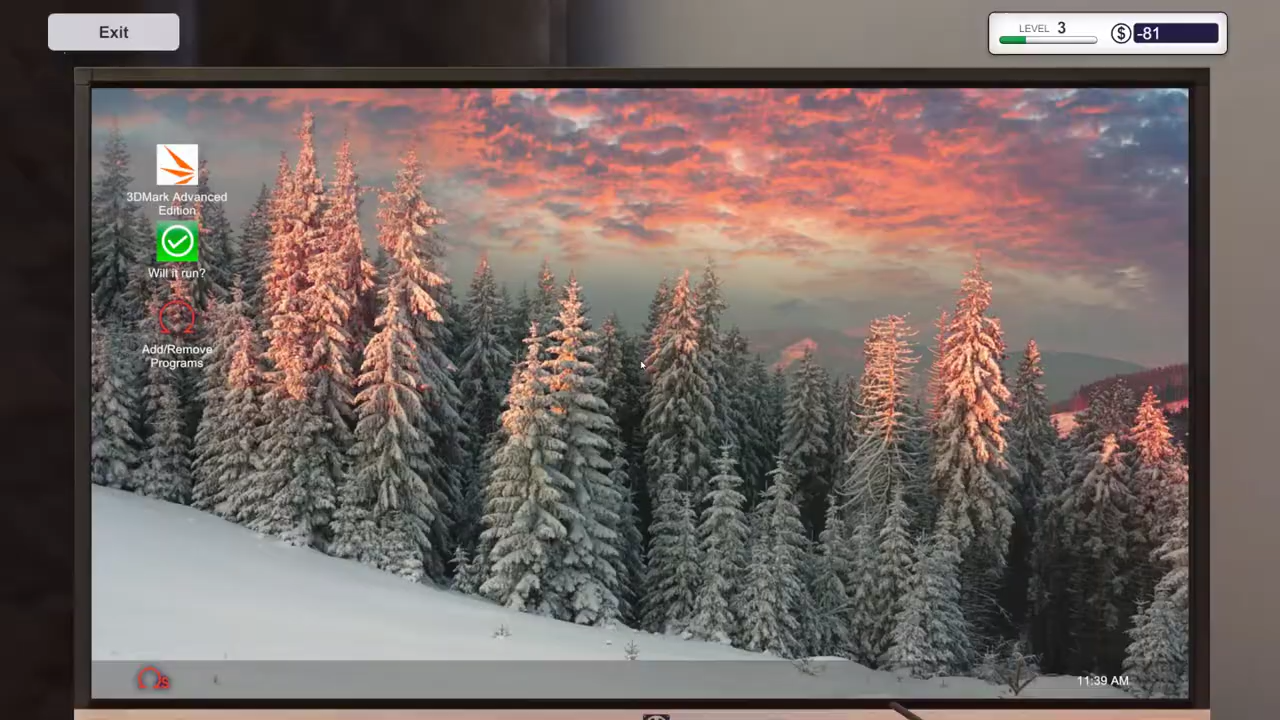 Exit
LEVEL 3
$ -81
3DMark Advanced
Edition
Will it run?
Add/Remove
Programs
11:39 AM